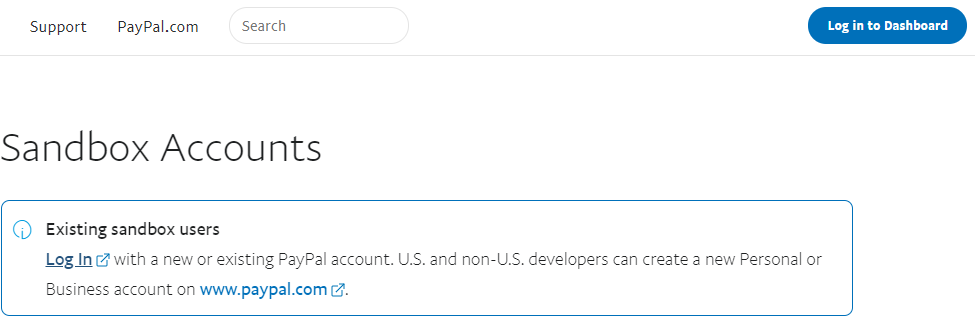 Support PayPal.com Search Log in to Dashboard
Sandbox Accounts
Existing sandbox users
Log In with a new or existing PayPal account. U.S. and non-U.S. developers can create a new Personal or
Business account on www.paypal.com.